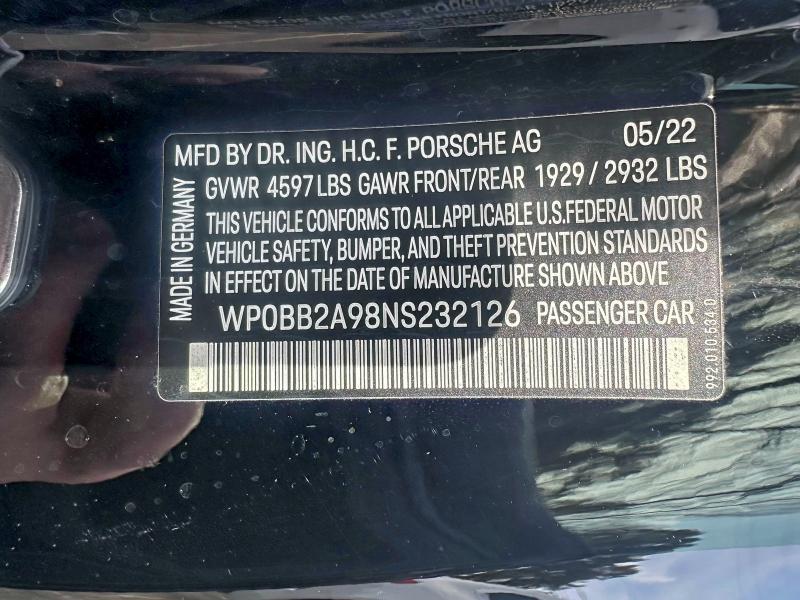 MFD BY DR. ING. H.C. F. PORSCHE AG 05/22
GVWR 4597 LBS GAWR FRONT/REAR 1929 / 2932 LBS
THIS VEHICLE CONFORMS TO ALL APPLICABLE U.S.FEDERAL MOTOR
VEHICLE SAFETY, BUMPER, AND THEFT PREVENTION STANDARDS
IN EFFECT ON THE DATE OF MANUFACTURE SHOWN ABOVE
WP0BB2A98NS232126 PASSENGER CAR
MADE IN GERMANY
992.010.534.0